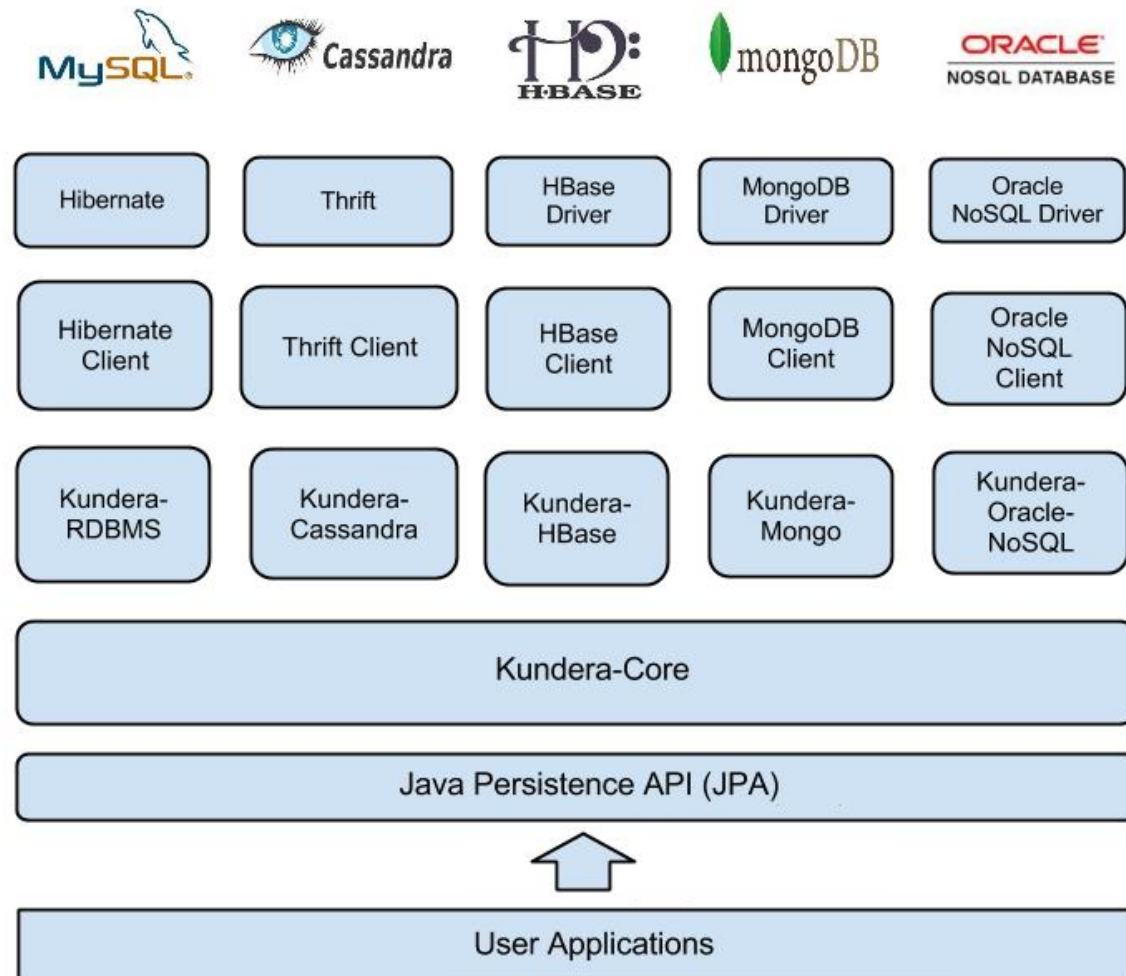 MySQL®
Cassandra
H·BASE
mongoDB
ORACLE®
NOSQL DATABASE
Hibernate
Thrift
HBase
Driver
MongoDB
Driver
Oracle
NoSQL Driver
Hibernate
Client
Thrift Client
HBase
Client
MongoDB
Client
Oracle
NoSQL
Client
Kundera-
RDBMS
Kundera-
Cassandra
Kundera-
HBase
Kundera-
Mongo
Kundera-
Oracle-
NoSQL
Kundera-Core
Java Persistence API (JPA)
User Applications